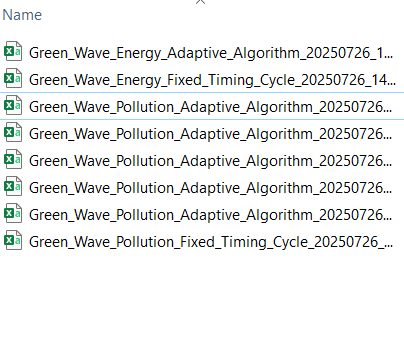 Name
Green_Wave_Energy_Adaptive_Algorithm_20250726_1...
Green_Wave_Energy_Fixed_Timing_Cycle_20250726_14...
Green_Wave_Pollution_Adaptive_Algorithm_20250726...
Green_Wave_Pollution_Adaptive_Algorithm_20250726...
Green_Wave_Pollution_Adaptive_Algorithm_20250726...
Green_Wave_Pollution_Adaptive_Algorithm_20250726...
Green_Wave_Pollution_Adaptive_Algorithm_20250726...
Green_Wave_Pollution_Fixed_Timing_Cycle_20250726_...